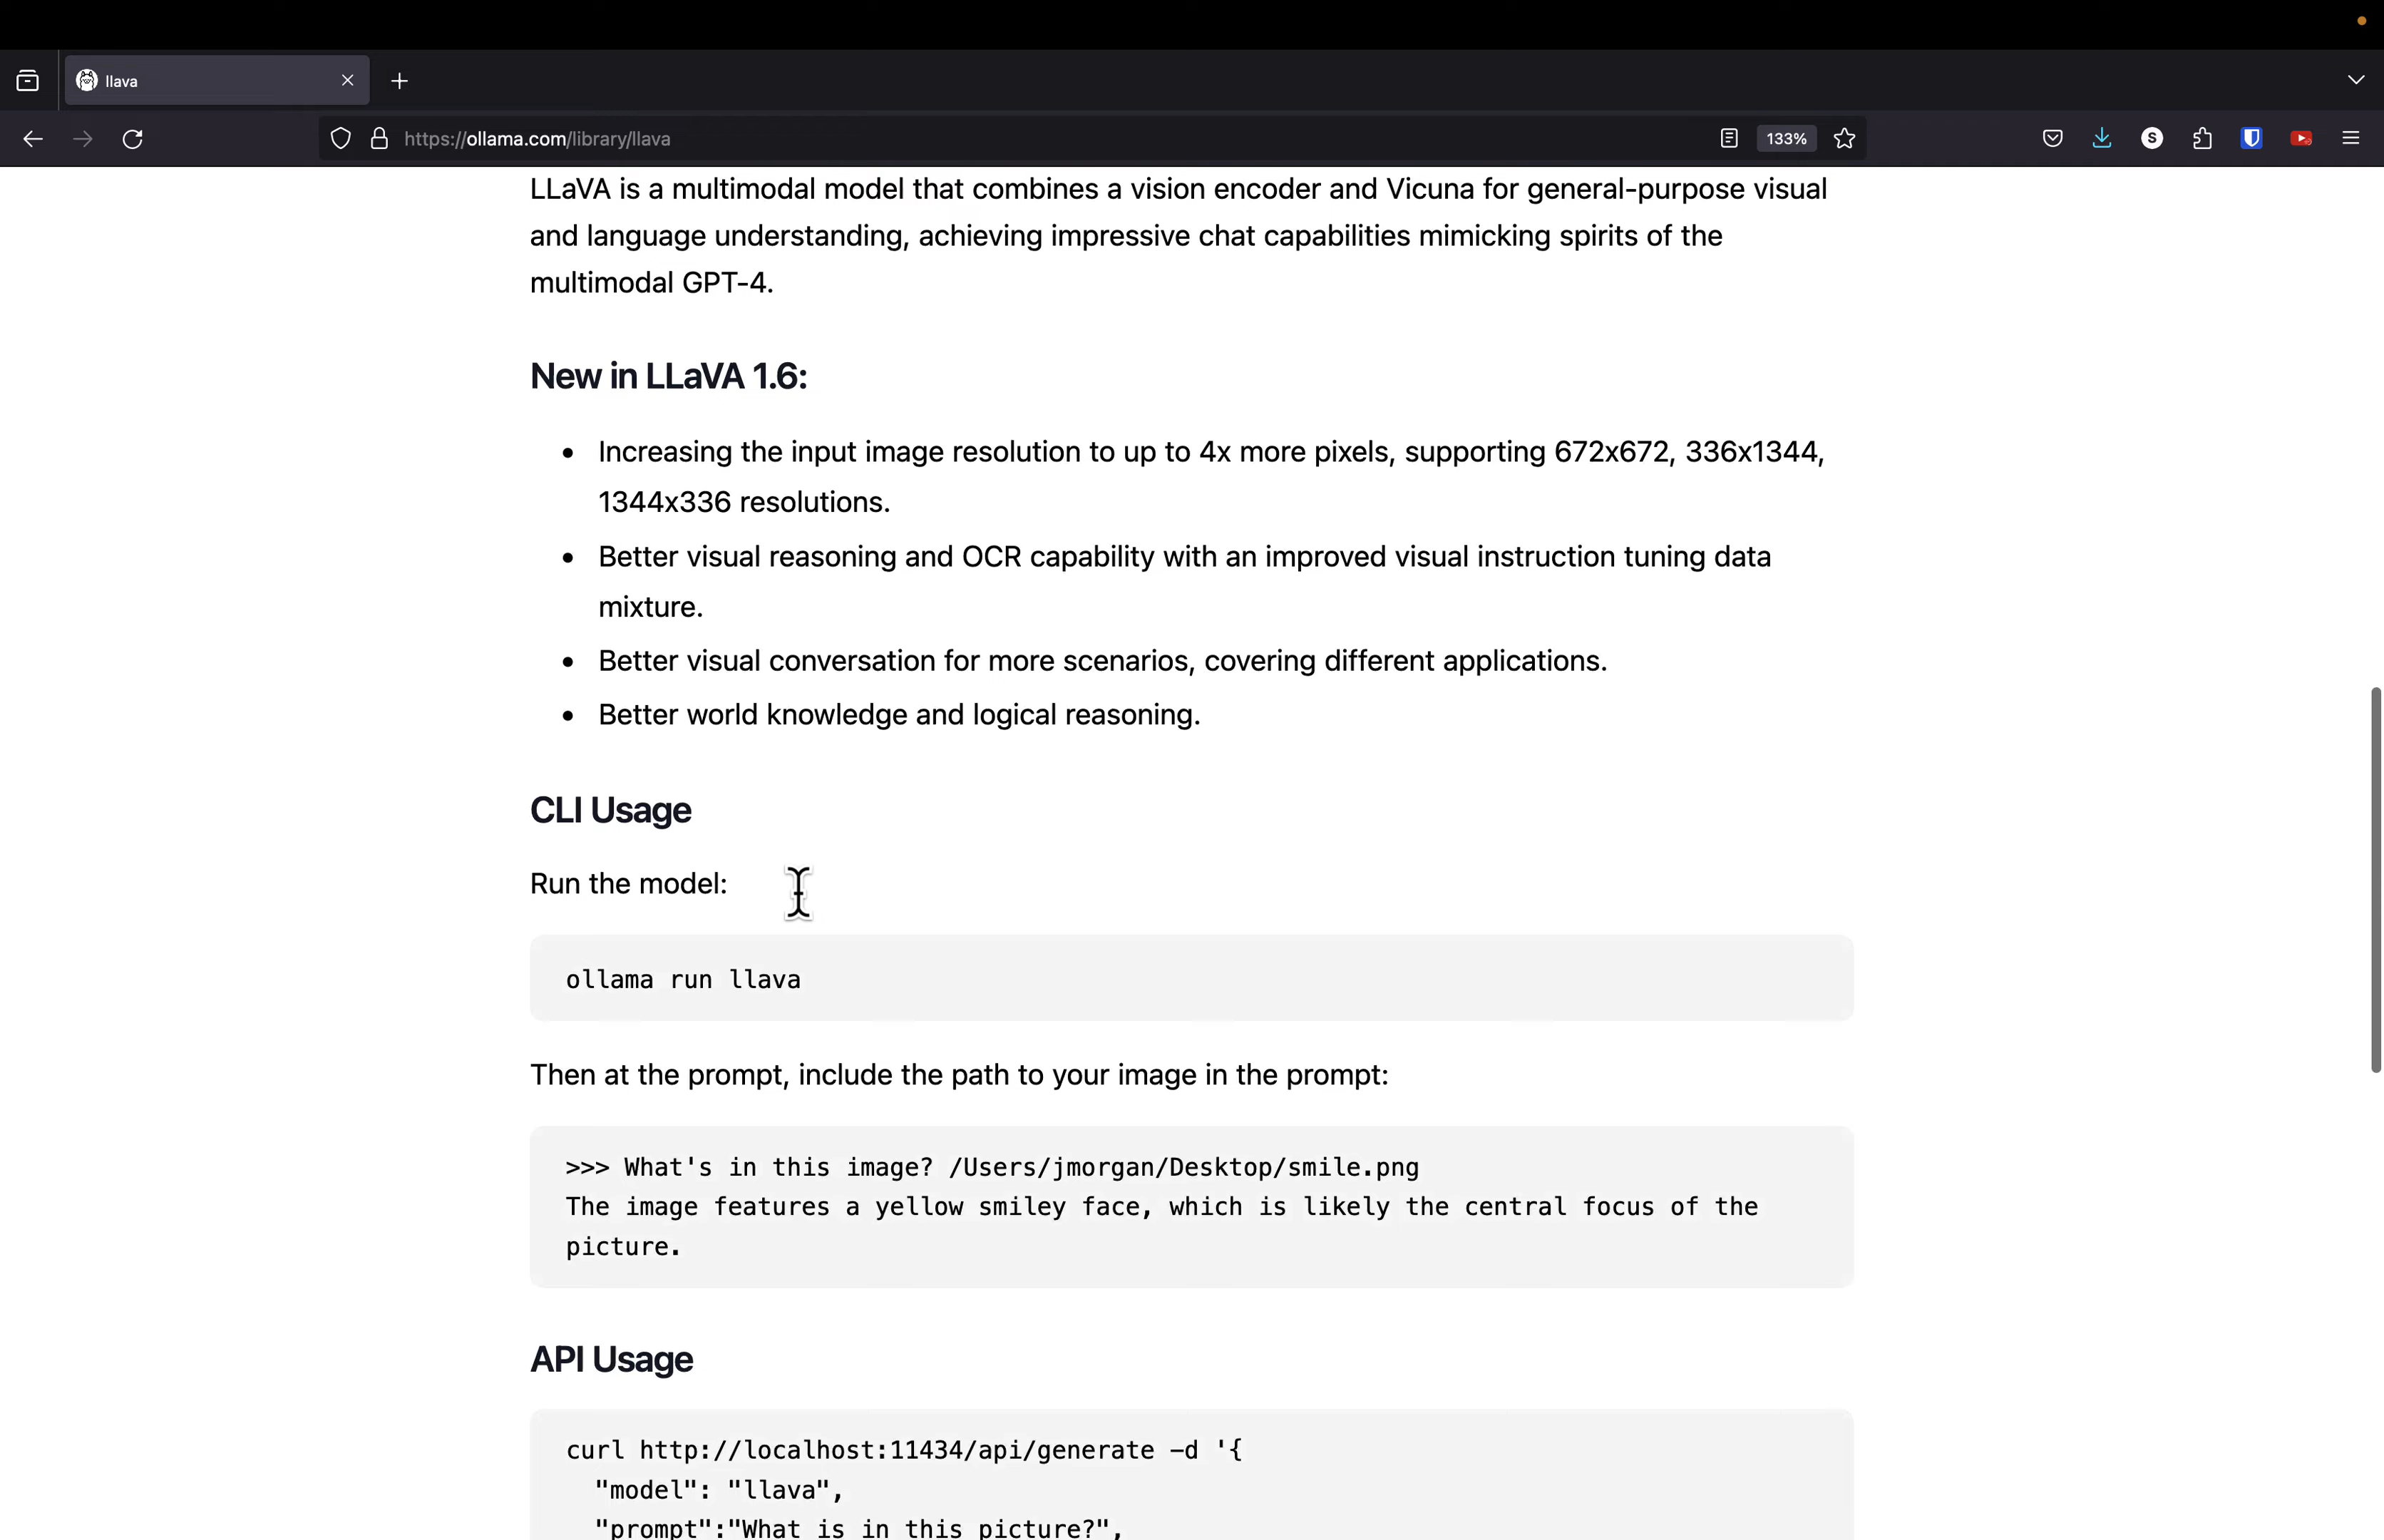 llava
https://ollama.com/library/llava
133%
S
LLaVA is a multimodal model that combines a vision encoder and Vicuna for general-purpose visual
and language understanding, achieving impressive chat capabilities mimicking spirits of the
multimodal GPT-4.
New in LLaVA 1.6:
• Increasing the input image resolution to up to 4x more pixels, supporting 672x672, 336x1344,
1344x336 resolutions.
• Better visual reasoning and OCR capability with an improved visual instruction tuning data
mixture.
• Better visual conversation for more scenarios, covering different applications.
• Better world knowledge and logical reasoning.
CLI Usage
Run the model:
ollama run llava
Then at the prompt, include the path to your image in the prompt:
>>> What's in this image? /Users/jmorgan/Desktop/smile.png
The image features a yellow smiley face, which is likely the central focus of the
picture.
API Usage
curl http://localhost:11434/api/generate -d '{
"model": "llava",
"prompt":"What is in this picture?",